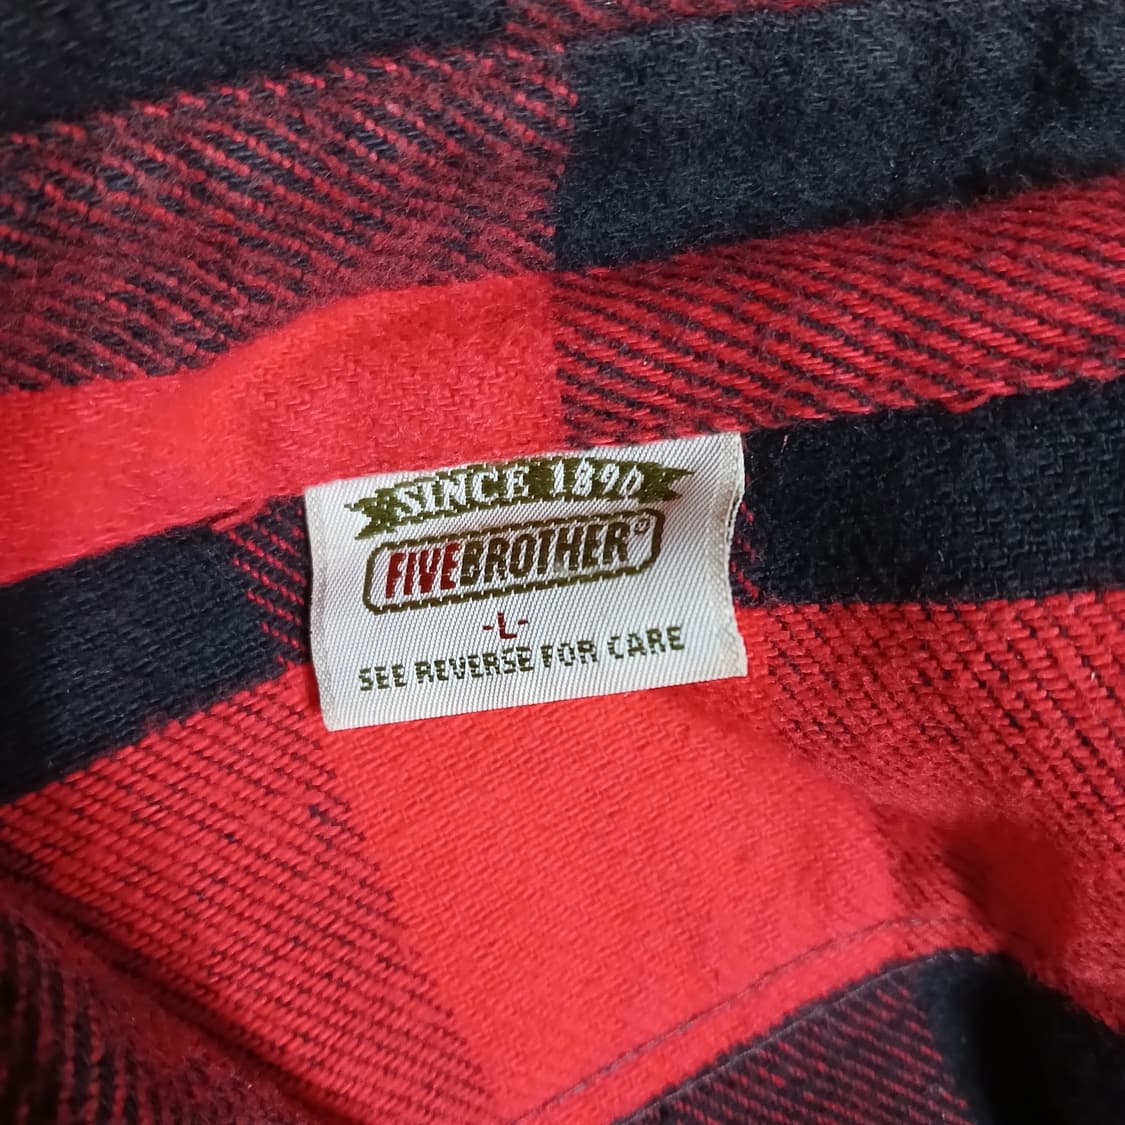 SINCE 1890
FIVEBROTHER®
-L-
SEE REVERSE FOR CARE